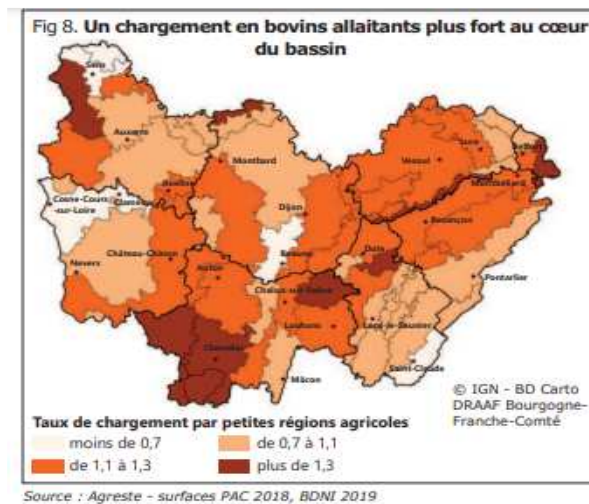 Fig 8. Un chargement en bovins allaitants plus fort au cœur
du bassin
Sens
Auxerre
Montbard
Avallon
Cosne-Cours-
sur-Loire
Clamecy
Dijon
Vesoul
Lure
Belfort
Montbéliard
Besançon
Château-Chinon
Nevers
Beaune
Dole
Autun
Chalon-sur-Saône
Pontarlier
Louhans
Lons-le-Saunier
Charolles
Saint-Claude
Mâcon
© IGN - BD Carto
DRAAF Bourgogne-
Franche-Comté
Taux de chargement par petites régions agricoles
moins de 0,7
de 0,7 à 1,1
de 1,1 à 1,3
plus de 1.3
Source : Agreste - surfaces PAC 2018, BDNI 2019